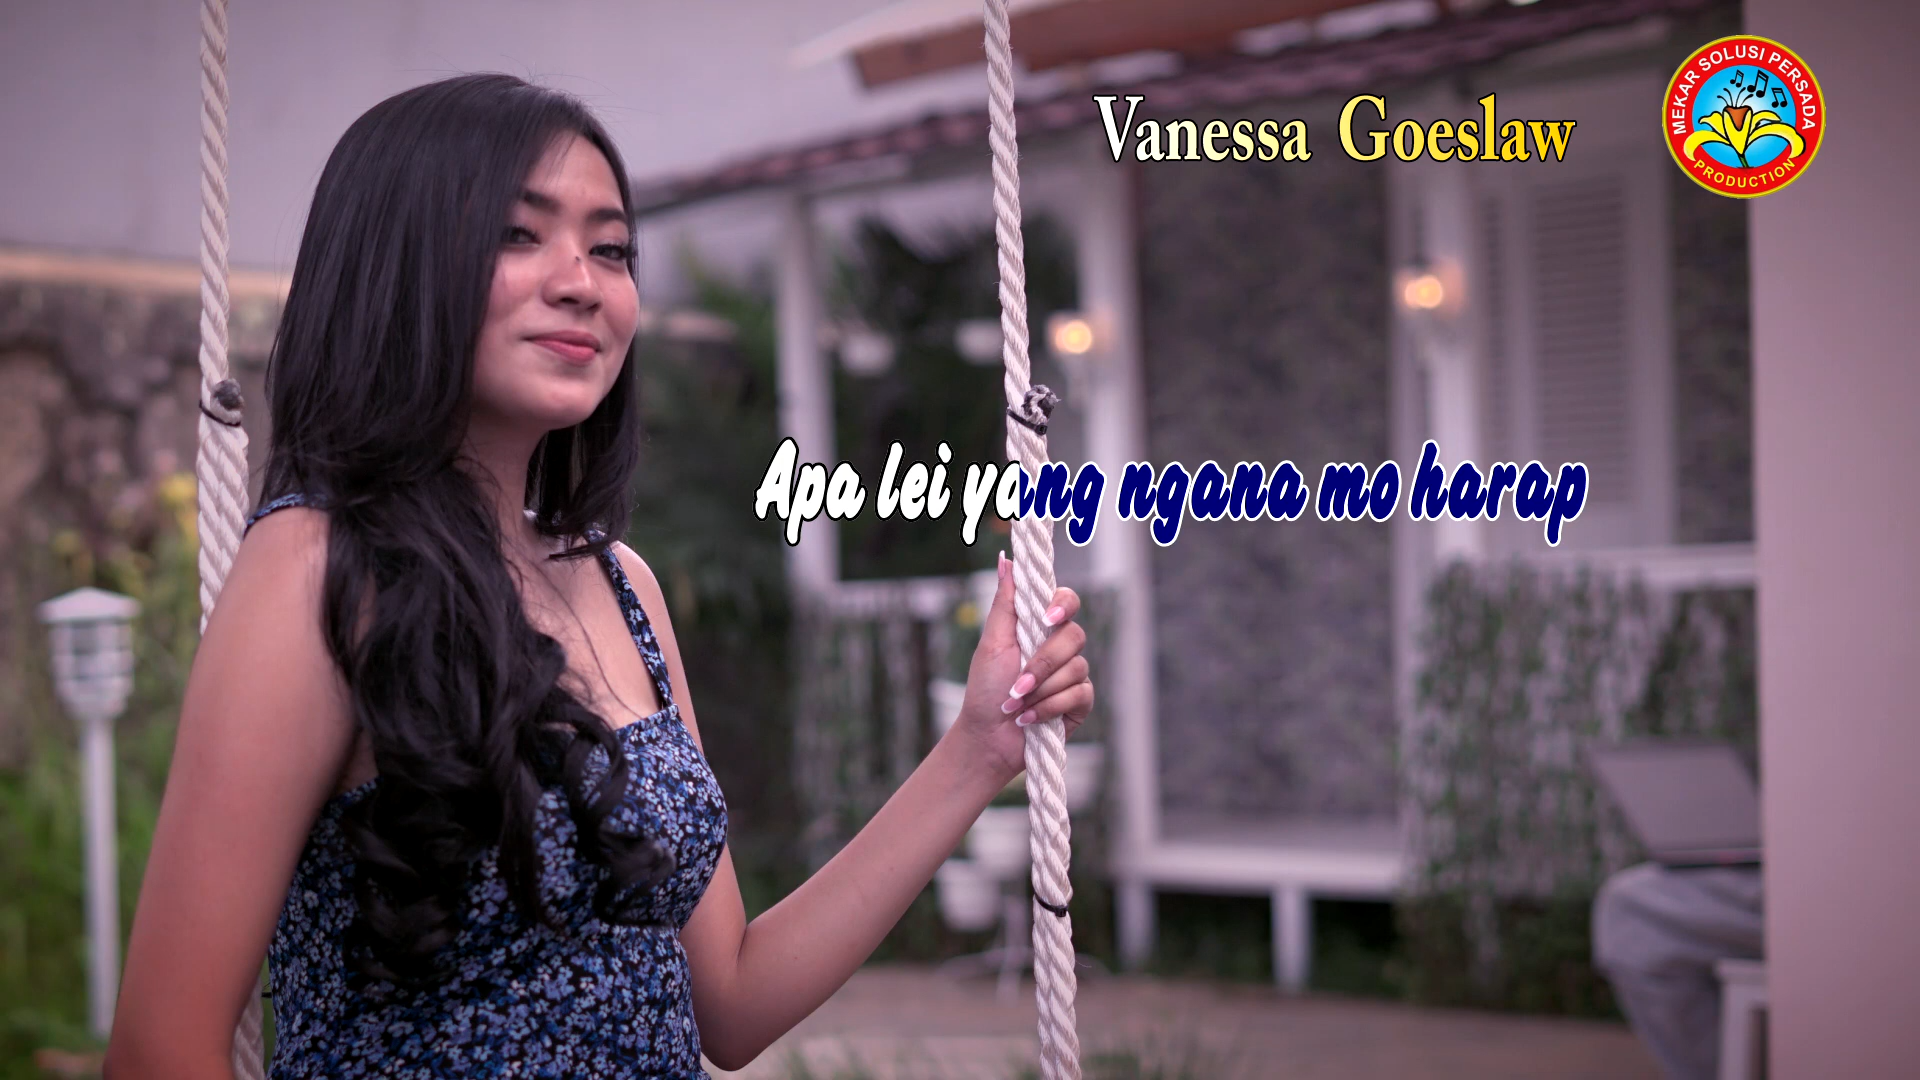 Vanessa Goeslaw
MEKAR SOLUSI PERSADA
PRODUCTION
Apa lei yang ngana mo harap